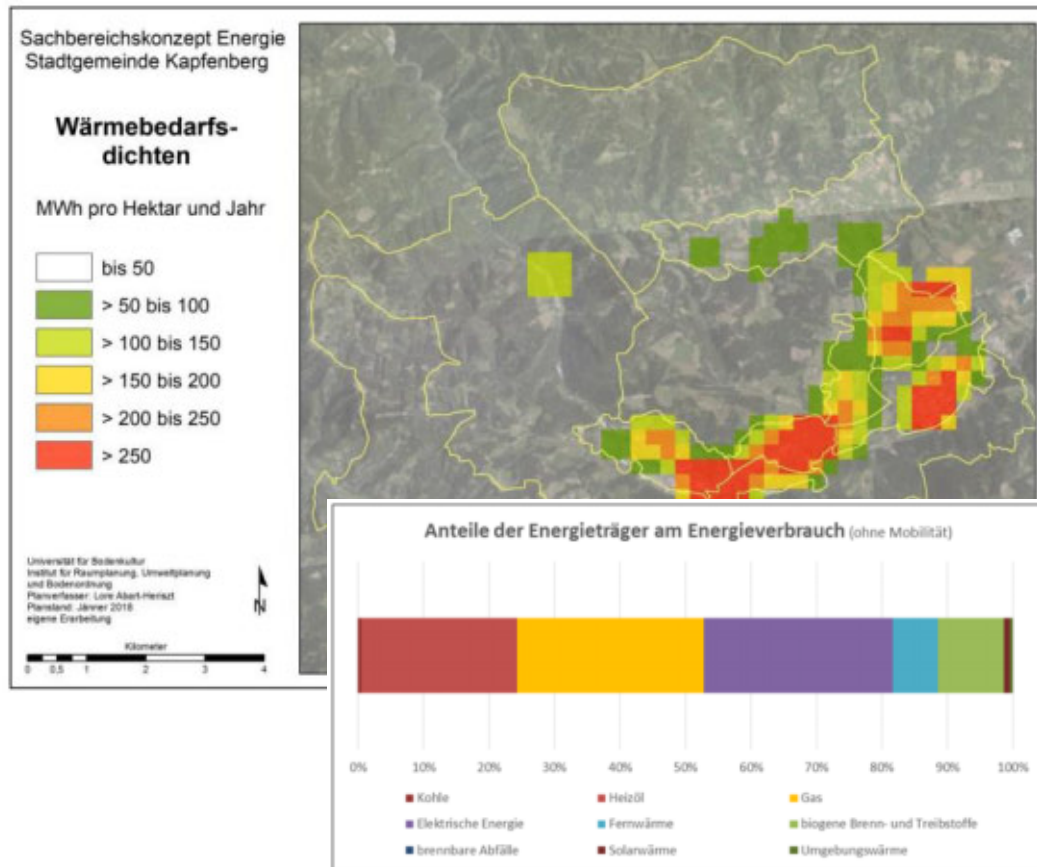 Sachbereichskonzept Energie
Stadtgemeinde Kapfenberg
Wärmebedarfs-
dichten
MWh pro Hektar und Jahr
bis 50
> 50 bis 100
> 100 bis 150
> 150 bis 200
> 200 bis 250
> 250
Universität für Bodenkultur
Institut für Raumplanung, Umweltplanung
und Bodenordnung
Planverfasser: Lore Abart-Heriszt
Planstand: Jänner 2018
eigene Erarbeitung
N
Kilometer
0 0,5 1 2 3 4
Anteile der Energieträger am Energieverbrauch (ohne Mobilität)
0% 10% 20% 30% 40% 50% 60% 70% 80% 90% 100%
Kohle Heizöl Gas
Elektrische Energie Fernwärme biogene Brenn- und Treibstoffe
brennbare Abfälle Solarwärme Umgebungswärme